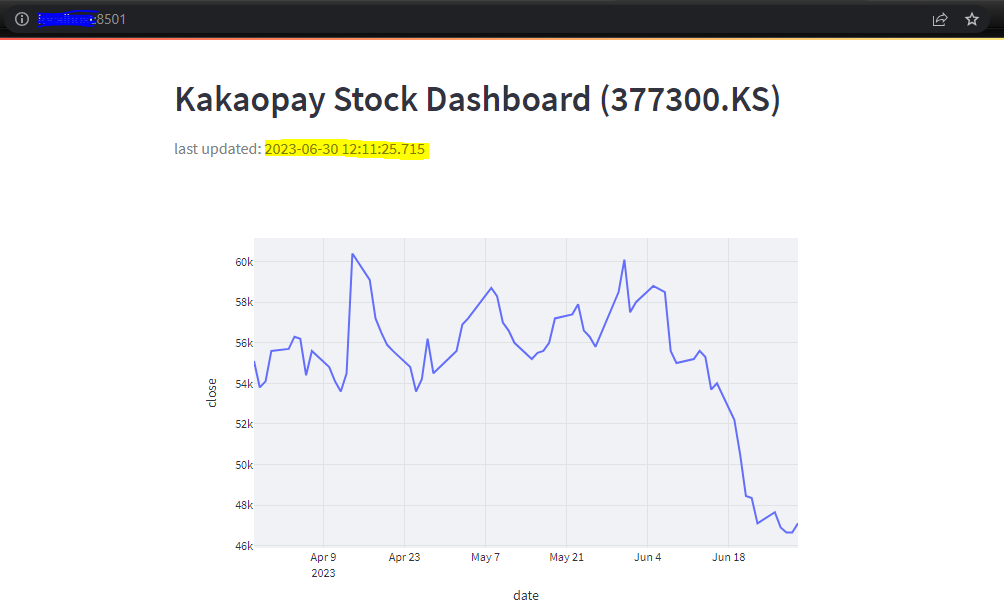 :8501
Kakaopay Stock Dashboard (377300.KS)
last updated: 2023-06-30 12:11:25.715
60k
58k
56k
54k
52k
50k
48k
46k
close
Apr 9 Apr 23 May 7 May 21 Jun 4 Jun 18
2023
date